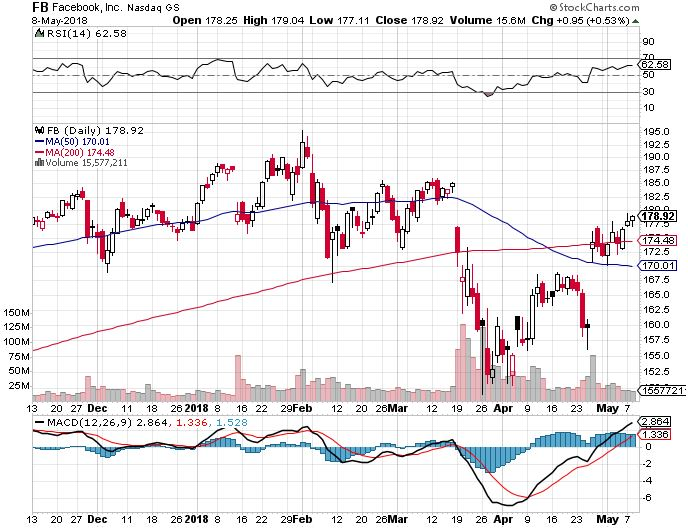 FB Facebook, Inc. Nasdaq GS © StockCharts.com
8-May-2018 Open 178.25 High 179.04 Low 177.11 Close 178.92 Volume 15.6M Chg +0.95 (+0.53%)
RSI(14) 62.58
90
70
62.58
50
30
10
FB (Daily) 178.92
MA(50) 170.01
MA(200) 174.48
Volume 15,577,211
195.0
192.5
190.0
187.5
185.0
182.5
180.0
178.92
177.5
174.48
172.5
170.01
167.5
165.0
162.5
160.0
157.5
155.0
152.5
150M
125M
100M
75M
50M
25M
15577211
13 20 27 Dec 11 18 26 2018 8 16 22 29 Feb 12 20 26 Mar 12 19 26 Apr 9 16 23 May 7
MACD(12,26,9) 2.864, 1.336, 1.528
2.864
1.336
0
-2
-4
-6
13 20 27 Dec 11 18 26 2018 8 16 22 29 Feb 12 20 26 Mar 12 19 26 Apr 9 16 23 May 7